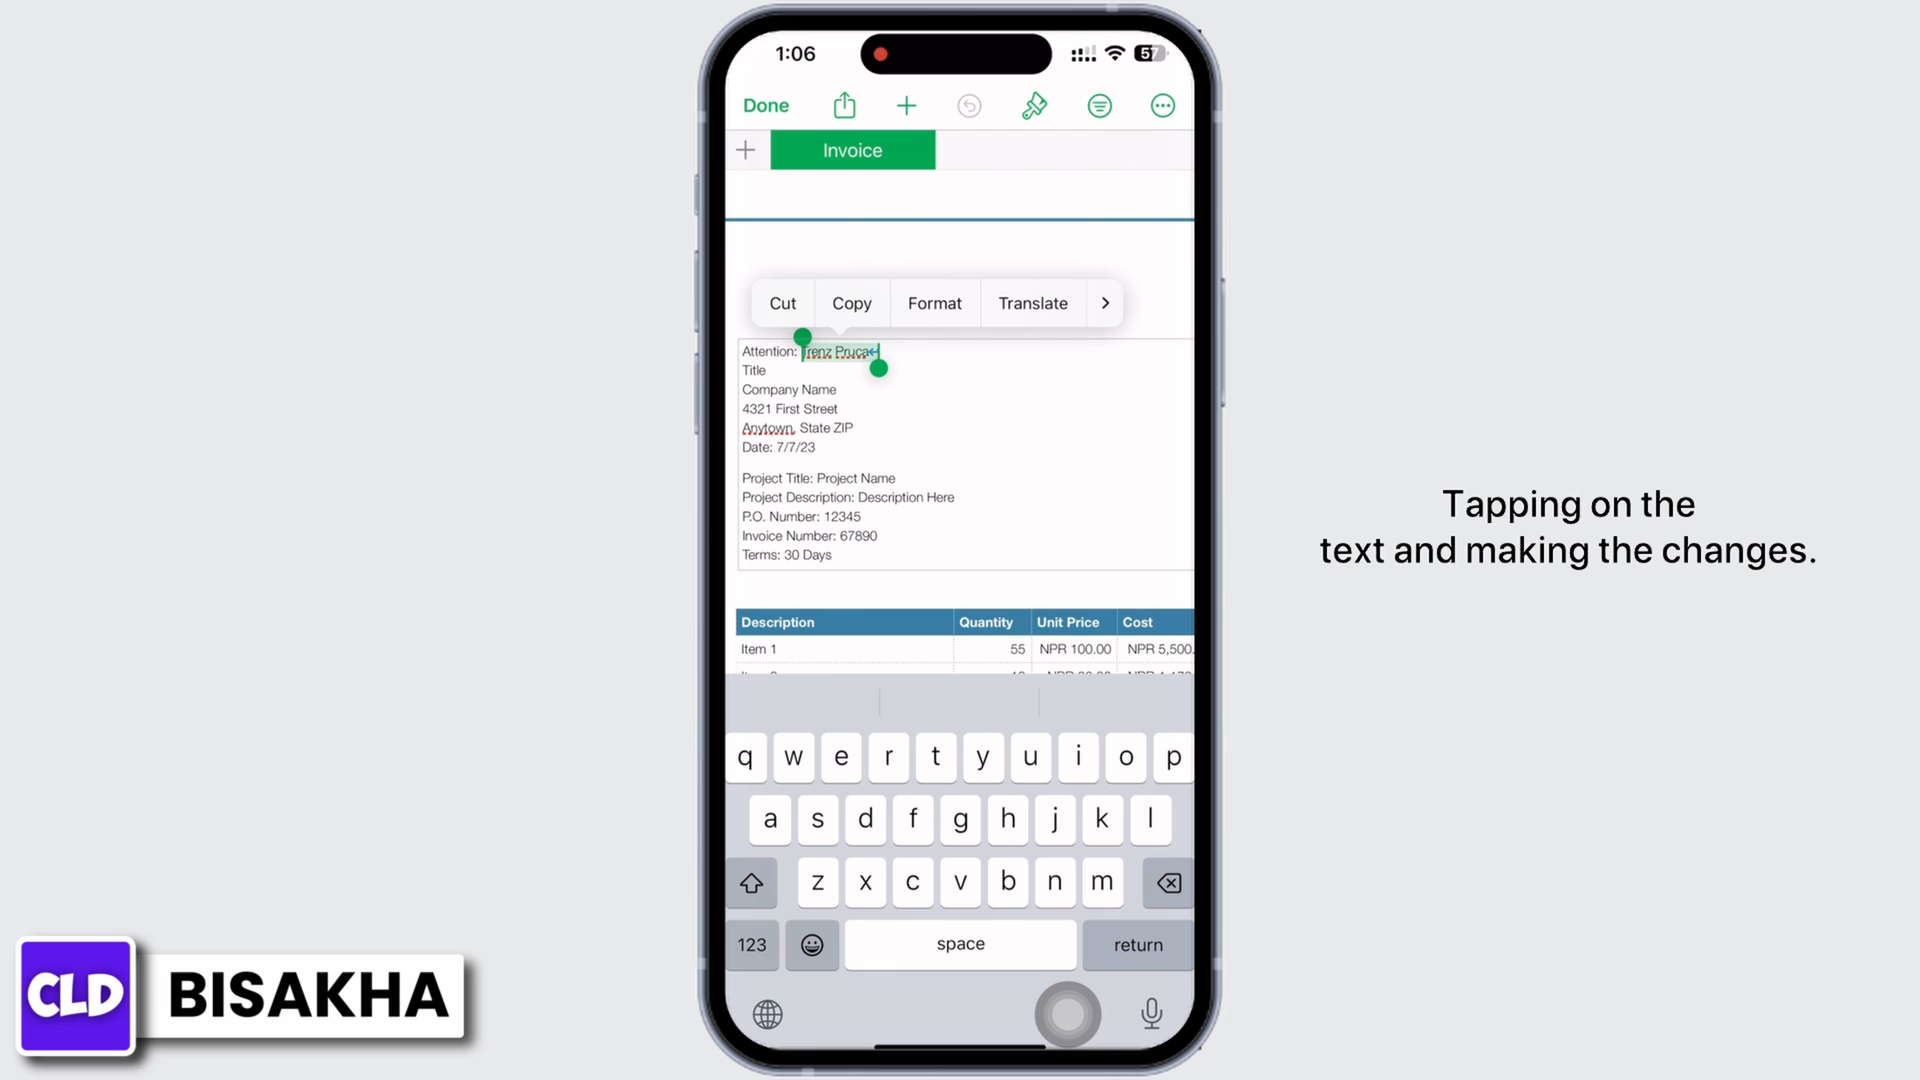 1:06
57
Done
Invoice
Cut Copy Format Translate
Attention: Trenz Pruca
Title
Company Name
4321 First Street
Anytown, State ZIP
Date: 7/7/23
Project Title: Project Name
Project Description: Description Here
P.O. Number: 12345
Invoice Number: 67890
Terms: 30 Days
Description Quantity Unit Price Cost
Item 1 55 NPR 100.00 NPR 5,500.
q w e r t y u i o p
a s d f g h j k l
z x c v b n m
123 space return
Tapping on the
text and making the changes.
CLD BISAKHA